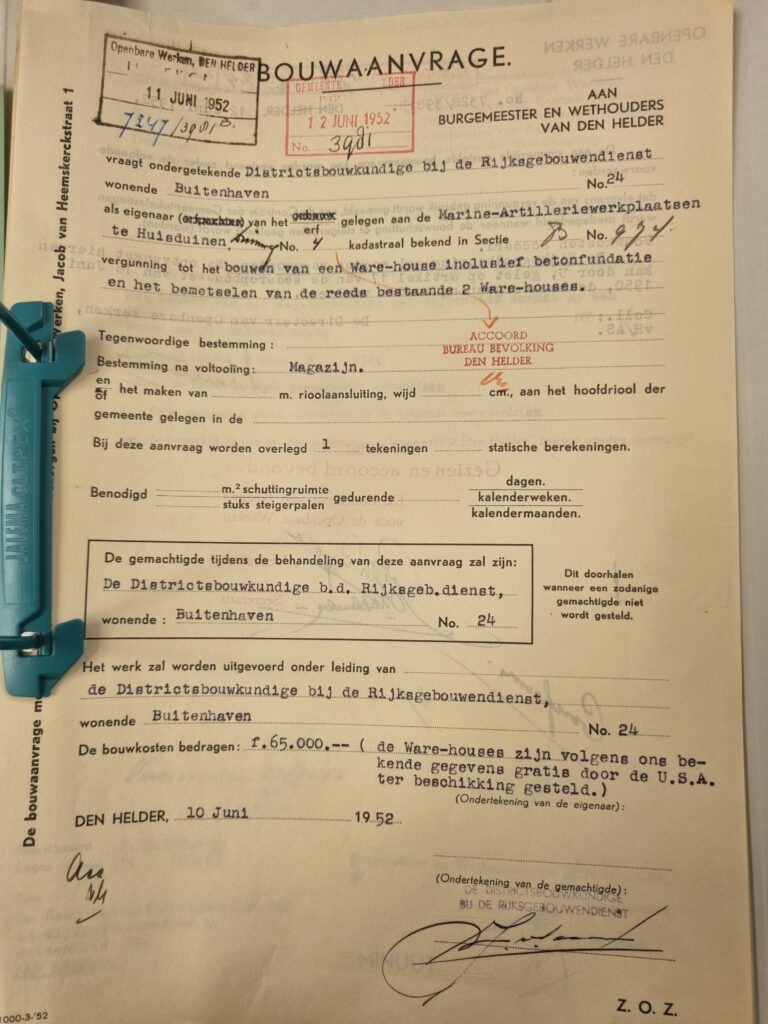 Openbare Werken, DEN HELDER
11 JUNI 1952
7247/3981 B.
BOUWAANVRAGE.
GEMEENTE HELDER
12 JUNI 1952
No. 3981
AAN
BURGEMEESTER EN WETHOUDERS
VAN DEN HELDER
vraagt ondergetekende Districtsbouwkundige bij de Rijksgebouwendienst
wonende Buitenhaven No. 24
als eigenaar (erfpachter) van het gebouw erf gelegen aan de Marine-Artilleriewerkplaatsen
te Huisduinen. No. 4 kadastraal bekend in Sectie B No. 974
vergunning tot het bouwen van een Ware-house inclusief betonfundatie
en het bemetselen van de reeds bestaande 2 Ware-houses.
Tegenwoordige bestemming :
ACCOORD
BUREAU BEVOLKING
DEN HELDER
Bestemming na voltooiïng : Magazijn.
en
of het maken van m. rioolaansluiting, wijd cm, aan het hoofdriool der
gemeente gelegen in de
Bij deze aanvraag worden overlegd 1 tekeningen statische berekeningen.
Benodigd m.² schuttingruimte stuks steigerpalen gedurende dagen. kalenderweken. kalendermaanden.
De gemachtigde tijdens de behandeling van deze aanvraag zal zijn:
De Districtsbouwkundige b.d. Rijksgeb.dienst,
wonende : Buitenhaven No. 24
Dit doorhalen
wanneer een zodanige
gemachtigde niet
wordt gesteld.
Het werk zal worden uitgevoerd onder leiding van
de Districtsbouwkundige bij de Rijksgebouwendienst,
wonende Buitenhaven No. 24
De bouwkosten bedragen: f.65.000.-- ( de Ware-houses zijn volgens ons be-
kende gegevens gratis door de U.S.A.
ter beschikking gesteld.)
(Ondertekening van de eigenaar):
DEN HELDER, 10 Juni 1952
(Ondertekening van de gemachtigde):
DE DISTRICTSBOUWKUNDIGE
BIJ DE RIJKSGEBOUWENDIENST
Z. O. Z.
1000-3-'52
De bouwaanvrage
werken, Jacob van Heemskerckstraat 1
JALEMA CLIPEX